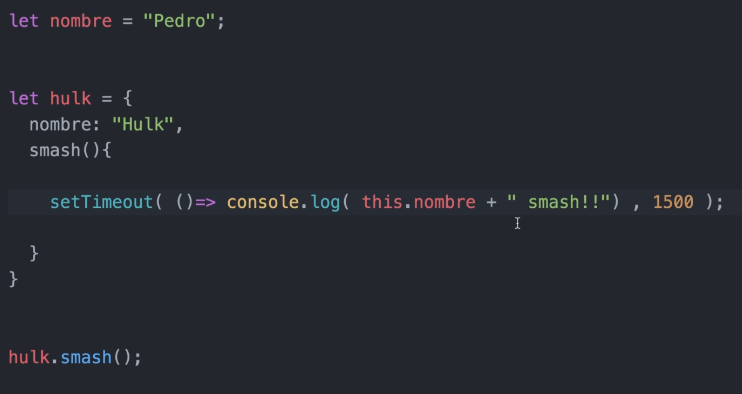 let nombre = "Pedro";
let hulk = {
nombre: "Hulk",
smash(){
setTimeout( ()=> console.log( this.nombre + " smash!!") , 1500 );
}
}
hulk.smash();